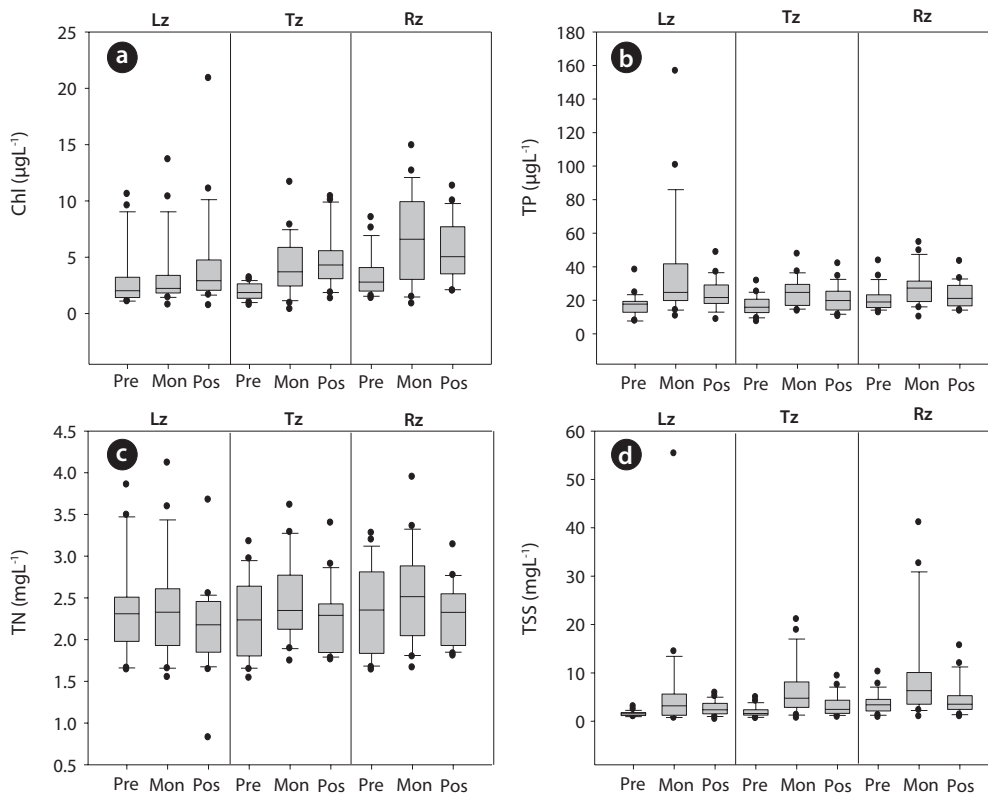 Lz Tz Rz
a
25
20
15
10
5
0
Chl (µgL⁻¹)
Pre Mon Pos Pre Mon Pos Pre Mon Pos
Lz Tz Rz
b
180
160
140
120
100
80
60
40
20
0
TP (µgL⁻¹)
Pre Mon Pos Pre Mon Pos Pre Mon Pos
Lz Tz Rz
c
4.5
4.0
3.5
3.0
2.5
2.0
1.5
1.0
0.5
TN (mgL⁻¹)
Pre Mon Pos Pre Mon Pos Pre Mon Pos
Lz Tz Rz
d
60
50
40
30
20
10
0
TSS (mgL⁻¹)
Pre Mon Pos Pre Mon Pos Pre Mon Pos